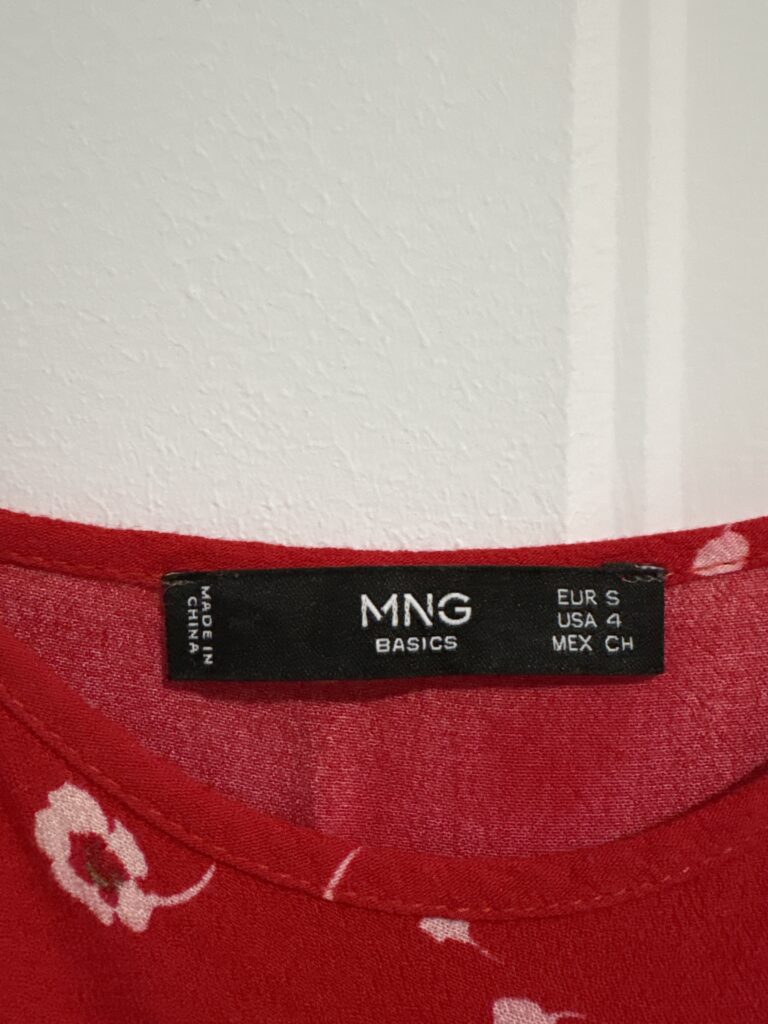 MADE IN
CHINA
MNG
BASICS
EUR S
USA 4
MEX CH